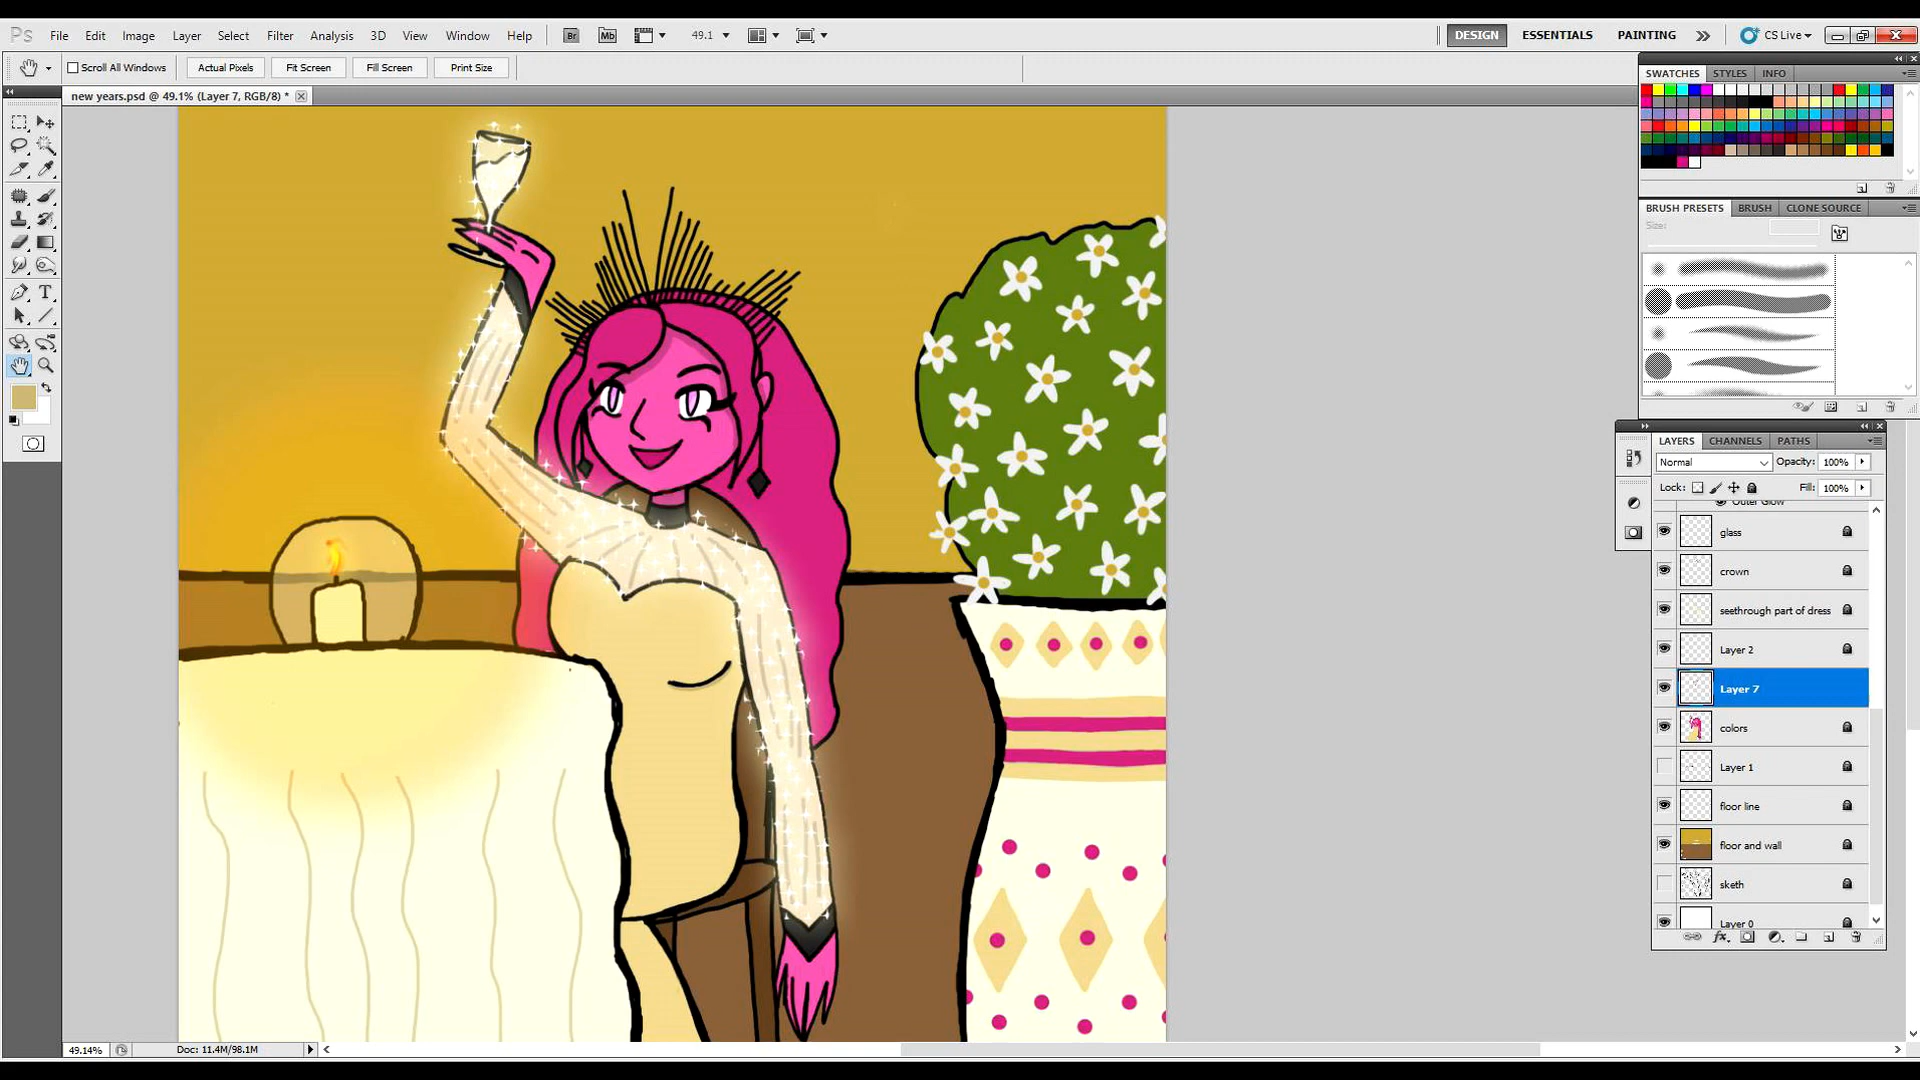 Ps File Edit Image Layer Select Filter Analysis 3D View Window Help Br Mb 49.1 DESIGN ESSENTIALS PAINTING CS Live
Scroll All Windows Actual Pixels Fit Screen Fill Screen Print Size
new years.psd @ 49.1% (Layer 7, RGB/8) *
SWATCHES STYLES INFO
BRUSH PRESETS BRUSH CLONE SOURCE
Size:
LAYERS CHANNELS PATHS
Normal Opacity: 100%
Lock: Fill: 100%
Outer Glow
glass
crown
seethrough part of dress
Layer 2
Layer 7
colors
Layer 1
floor line
floor and wall
sketh
Layer 0
fx
T
49.14% Doc: 11.4M/98.1M